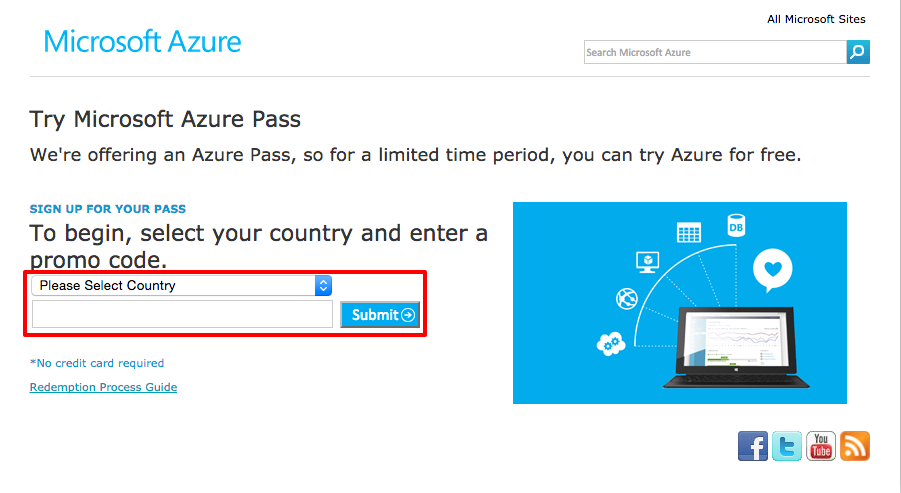 All Microsoft Sites
Microsoft Azure
Search Microsoft Azure
Try Microsoft Azure Pass
We're offering an Azure Pass, so for a limited time period, you can try Azure for free.
SIGN UP FOR YOUR PASS
To begin, select your country and enter a
promo code.
Please Select Country
Submit
*No credit card required
Redemption Process Guide
DB
You
Tube